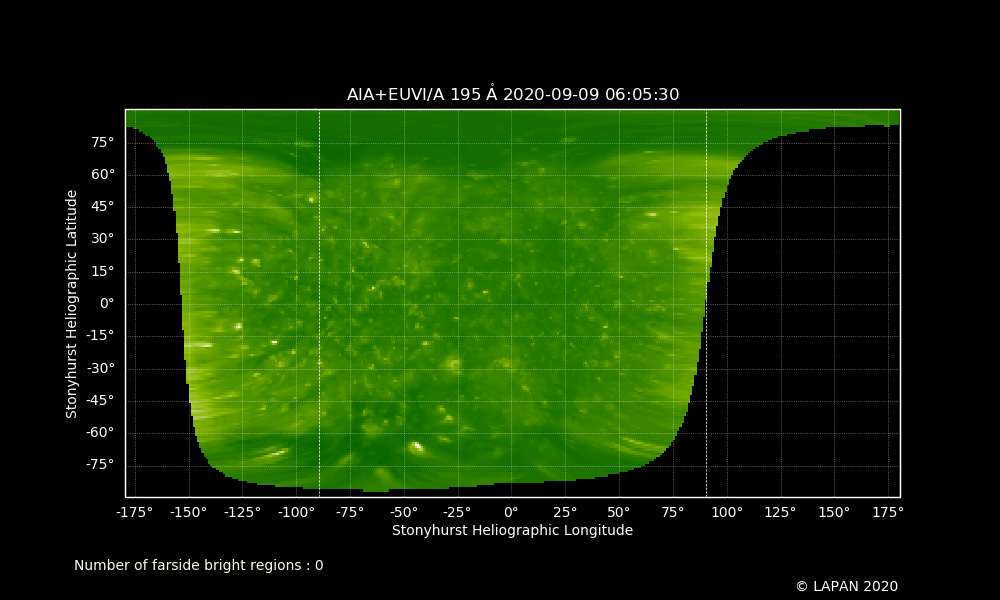 AIA+EUVI/A 195 Å 2020-09-09 06:05:30
75°
60°
45°
30°
15°
0°
-15°
-30°
-45°
-60°
-75°
Stonyhurst Heliographic Latitude
-175° -150° -125° -100° -75° -50° -25° 0° 25° 50° 75° 100° 125° 150° 175°
Stonyhurst Heliographic Longitude
Number of farside bright regions : 0
© LAPAN 2020